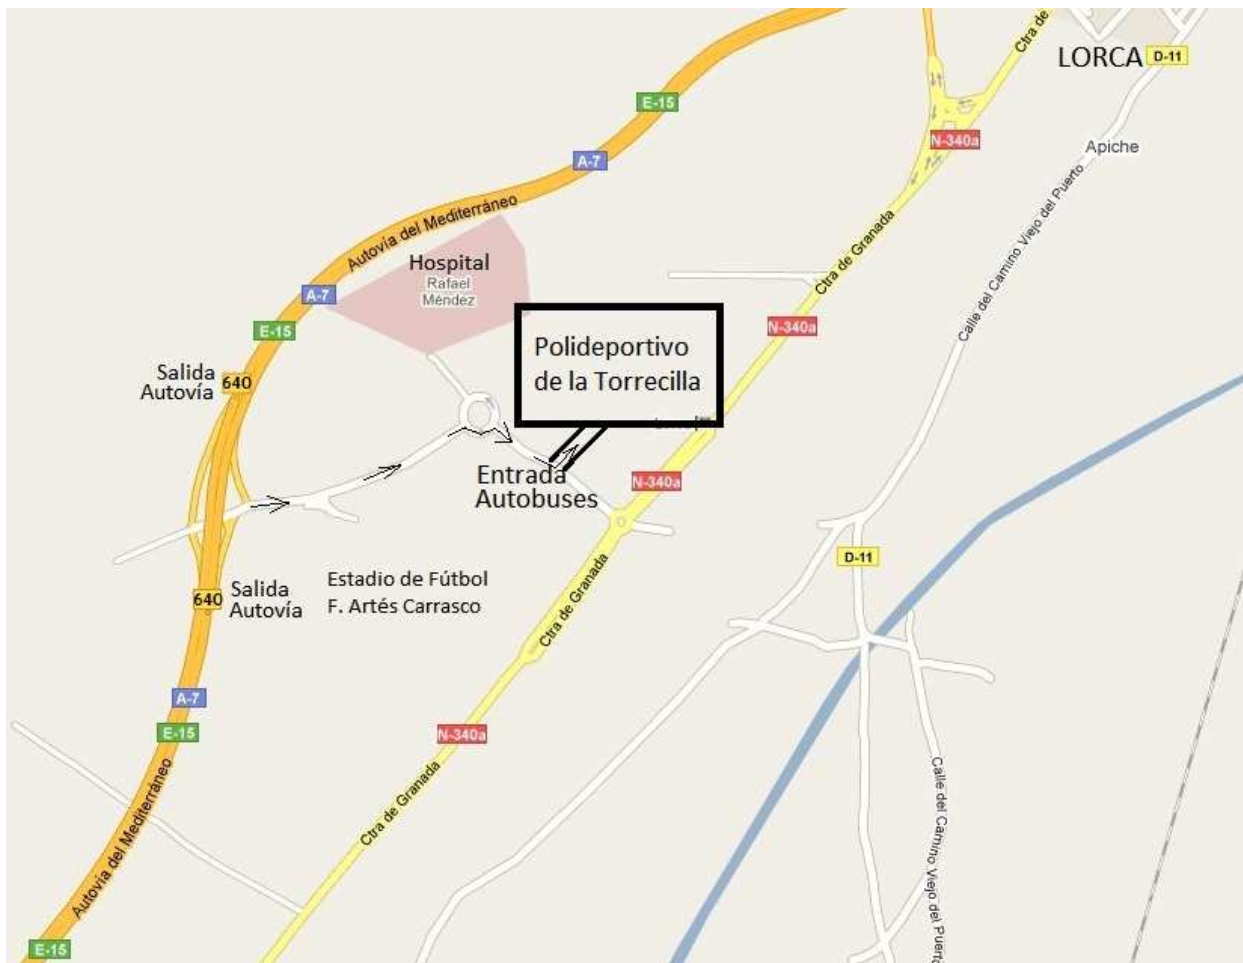 Ctra de
LORCA
D-11
E-15
N-340a
Apiche
A-7
Autovía del Mediterráneo
Calle del Camino Viejo del Puerto
Ctra de Granada
Hospital
Rafael
Méndez
A-7
E-15
N-340a
Polideportivo
de la Torrecilla
Salida
Autovía
640
Entrada
Autobuses
N-340a
D-11
Estadio de Fútbol
F. Artés Carrasco
640
Salida
Autovía
Ctra de Granada
A-7
E-15
N-340a
Ctra de Granada
Autovía del Mediterráneo
Calle del Camino Viejo del Puerto
E-15